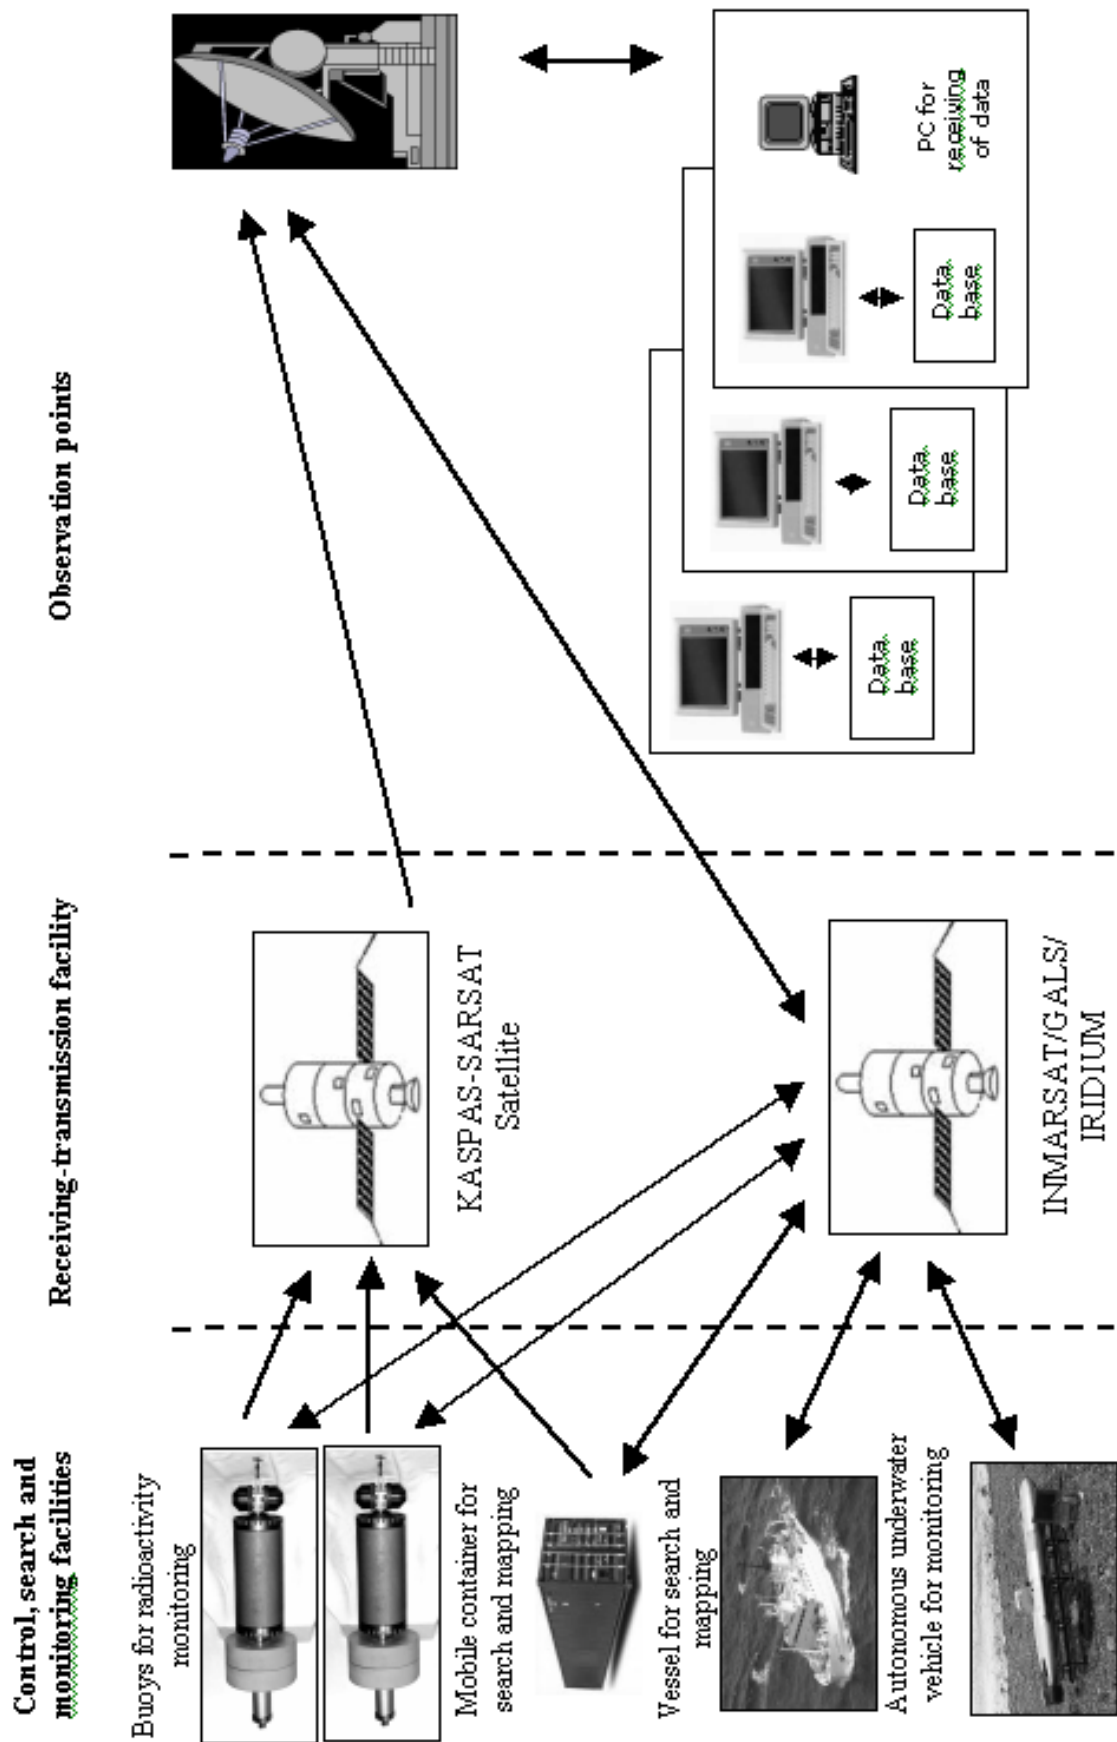 Control, search and
monitoring facilities
Receiving-transmission facility
Observation points
Buoys for radioactivity
monitoring
Mobile container for
search and mapping
Vessel for search and
mapping
Autonomous underwater
vehicle for monitoring
KASPAS-SARSAT
Satellite
INMARSAT/GALS/
IRIDIUM
Data
base
Data
base
Data
base
PC for
receiving
of data